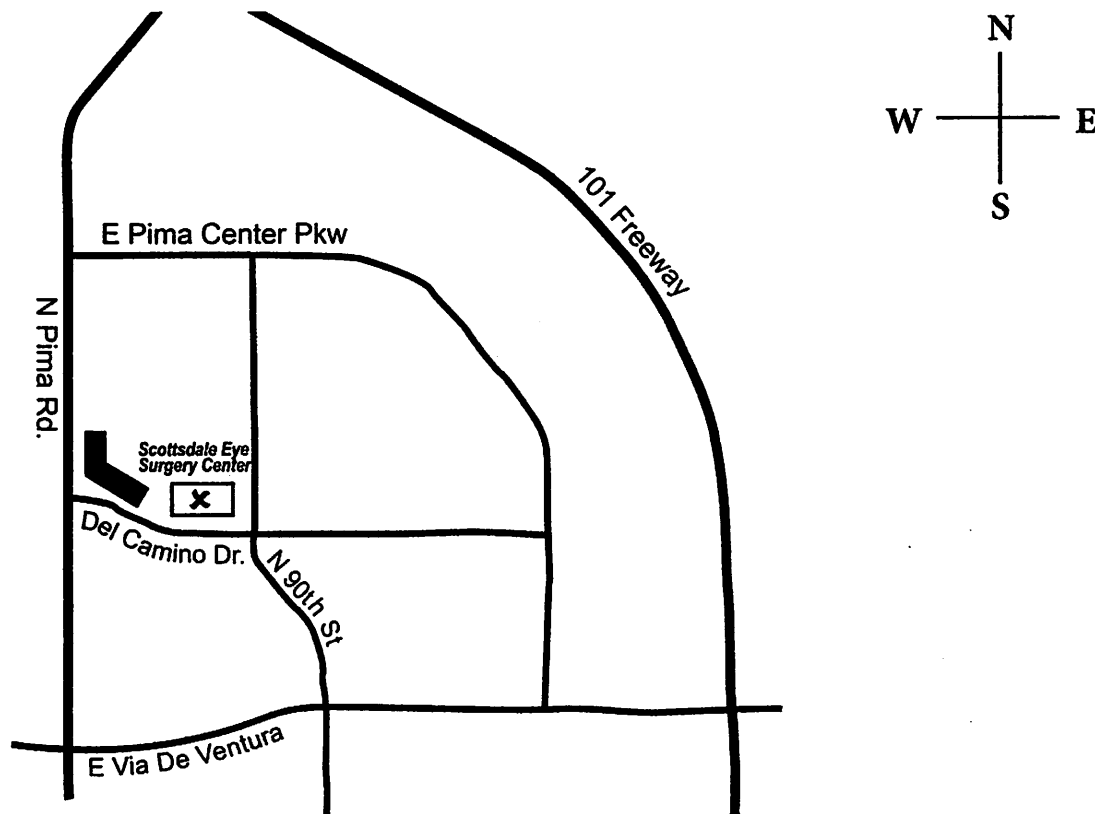 N
W E
S
101 Freeway
E Pima Center Pkw
N Pima Rd.
Scottsdale Eye
Surgery Center
x
Del Camino Dr.
N 90th St
E Via De Ventura